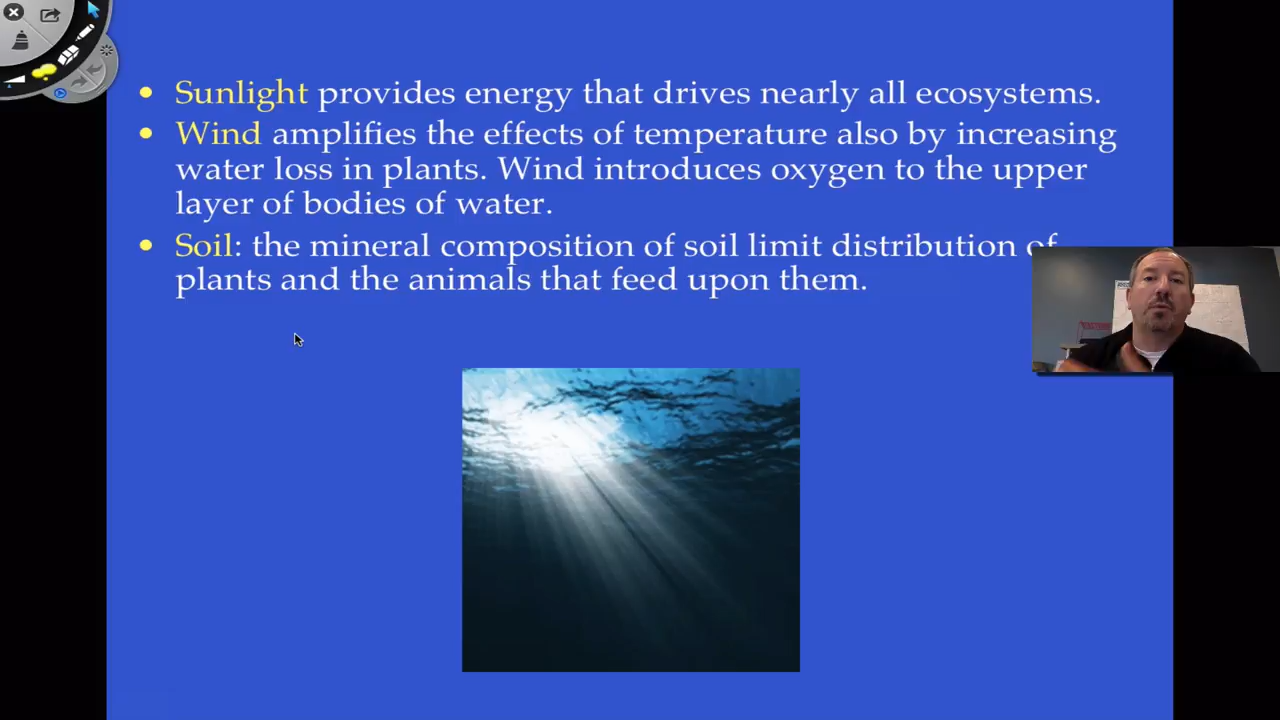 • Sunlight provides energy that drives nearly all ecosystems.
• Wind amplifies the effects of temperature also by increasing
water loss in plants. Wind introduces oxygen to the upper
layer of bodies of water.
• Soil: the mineral composition of soil limit distribution of
plants and the animals that feed upon them.